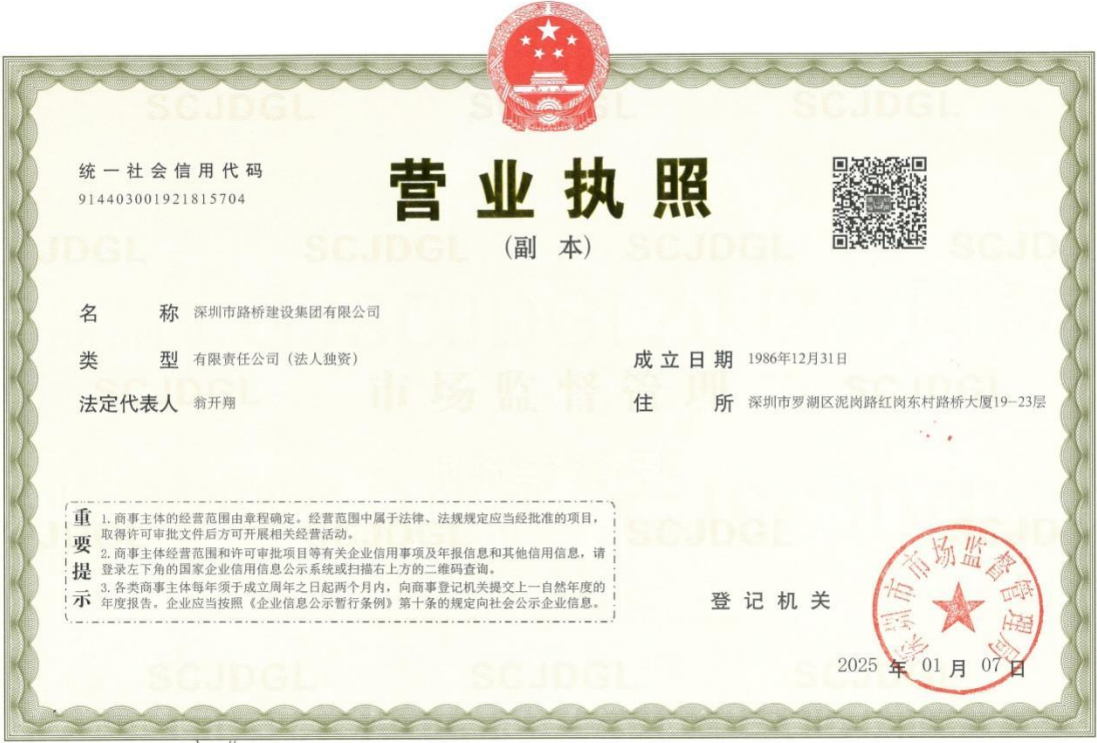 统一社会信用代码
914403001921815704
营业执照
(副 本)
名 称 深圳市路桥建设集团有限公司
类 型 有限责任公司（法人独资）
法定代表人 翁开翔
成立日期 1986年12月31日
住 所 深圳市罗湖区泥岗路红岗东村路桥大厦19-23层
重要提示
1.商事主体的经营范围由章程确定。经营范围中属于法律、法规规定应当经批准的项目，
取得许可审批文件后方可开展相关经营活动。
2.商事主体经营范围和许可审批项目等有关企业信用事项及年报信息和其他信用信息，请
登录左下角的国家企业信用信息公示系统或扫描右上方的二维码查询。
3.各类商事主体每年须于成立周年之日起两个月内，向商事登记机关提交上一自然年度的
年度报告。企业应当按照《企业信息公示暂行条例》第十条的规定向社会公示企业信息。
登记机关
深圳市市场监督管理局
2025 年 01 月 07 日
SCJDGL
市场监督管理